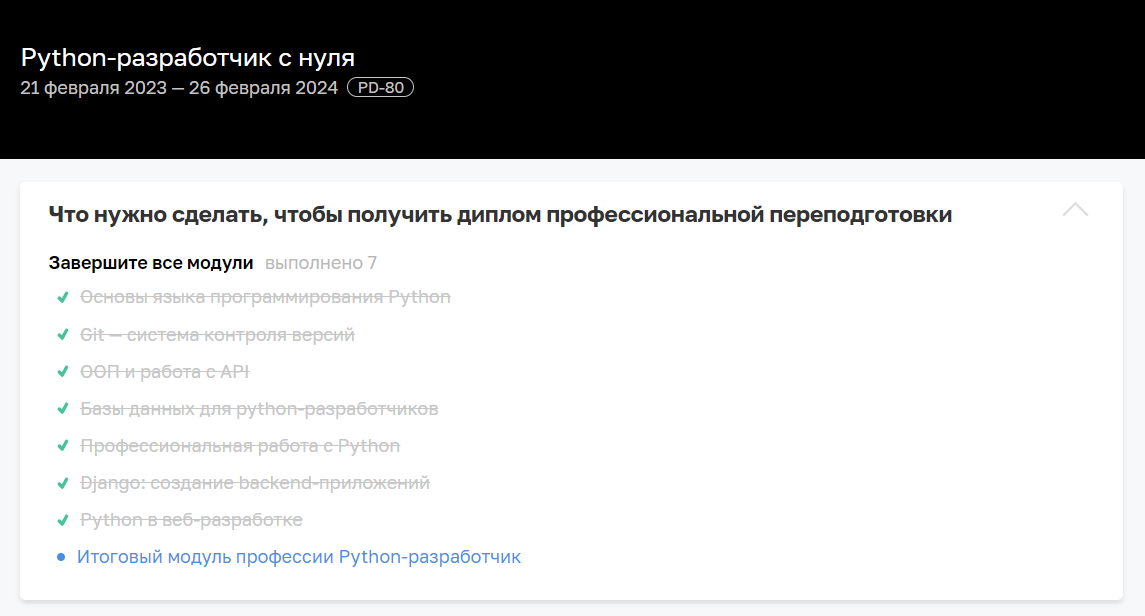 Python-разработчик с нуля
21 февраля 2023 — 26 февраля 2024 PD-80
Что нужно сделать, чтобы получить диплом профессиональной переподготовки
Завершите все модули выполнено 7
Основы языка программирования Python
Git — система контроля версий
ООП и работа с API
Базы данных для python-разработчиков
Профессиональная работа с Python
Django: создание backend-приложений
Python в веб-разработке
Итоговый модуль профессии Python-разработчик